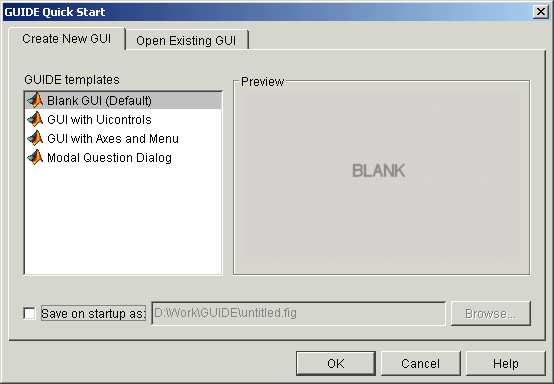 GUIDE Quick Start
Create New GUI
Open Existing GUI
GUIDE templates
Blank GUI (Default)
GUI with Uicontrols
GUI with Axes and Menu
Modal Question Dialog
Preview
BLANK
Save on startup as:
D:\Work\GUIDE\untitled.fig
Browse...
OK
Cancel
Help